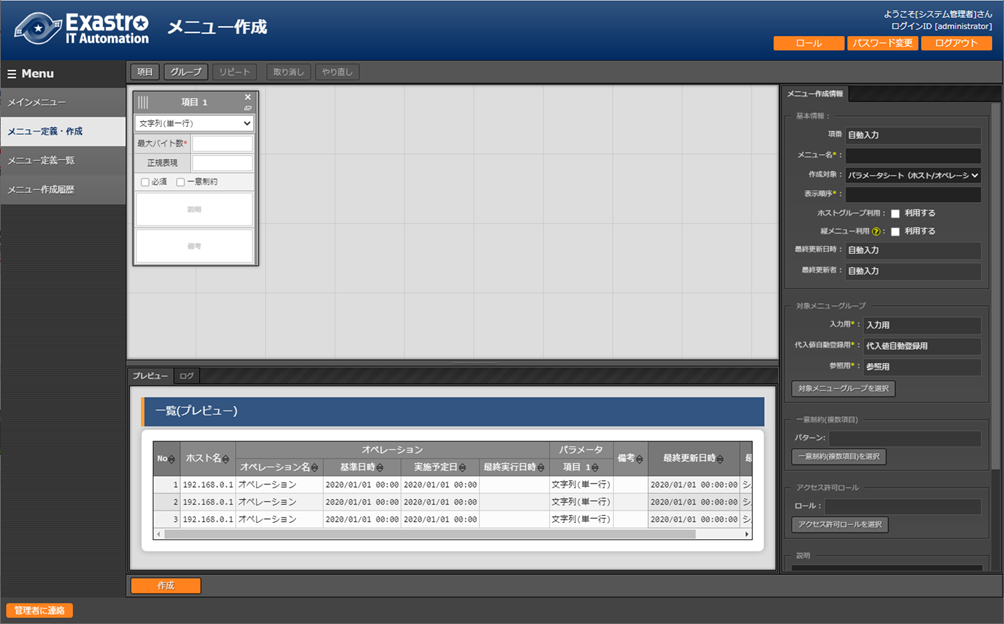 Exastro
IT Automation
メニュー作成
ようこそ[システム管理者]さん
ログインID [administrator]
ロール パスワード変更 ログアウト
Menu
メインメニュー
メニュー定義・作成
メニュー定義一覧
メニュー作成履歴
項目 グループ リピート 取り消し やり直し
項目 1
文字列(単一行)
最大バイト数*
正規表現
必須 一意制約
説明
備考
メニュー作成情報
基本情報：
項番 自動入力
メニュー名*：
作成対象： パラメータシート（ホスト/オペレーシ
表示順序*：
ホストグループ利用： 利用する
縦メニュー利用 ?： 利用する
最終更新日時： 自動入力
最終更新者： 自動入力
対象メニューグループ
入力用*： 入力用
代入値自動登録用*： 代入値自動登録用
参照用*： 参照用
対象メニューグループを選択
一意制約(複数項目)
パターン:
一意制約(複数項目)を選択
アクセス許可ロール
ロール：
アクセス許可ロールを選択
説明
プレビュー ログ
一覧(プレビュー)
No ホスト名 オペレーション パラメータ 備考 最終更新日時
オペレーション名 基準日時 実施予定日 最終実行日時 項目 1
1 192.168.0.1 オペレーション 2020/01/01 00:00 2020/01/01 00:00 文字列(単一行) 2020/01/01 00:00:00 シ
2 192.168.0.1 オペレーション 2020/01/01 00:00 2020/01/01 00:00 文字列(単一行) 2020/01/01 00:00:00 シ
3 192.168.0.1 オペレーション 2020/01/01 00:00 2020/01/01 00:00 文字列(単一行) 2020/01/01 00:00:00 シ
作成
管理者に連絡